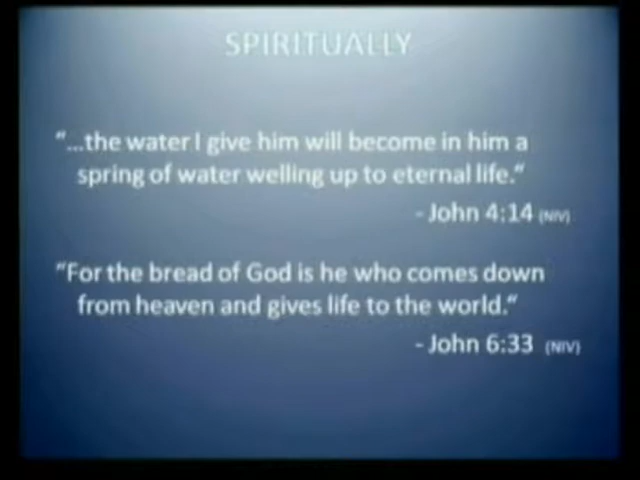 SPIRITUALLY
“...the water I give him will become in him a
spring of water welling up to eternal life.“
- John 4:14 (NIV)
“For the bread of God is he who comes down
from heaven and gives life to the world.“
- John 6:33 (NIV)